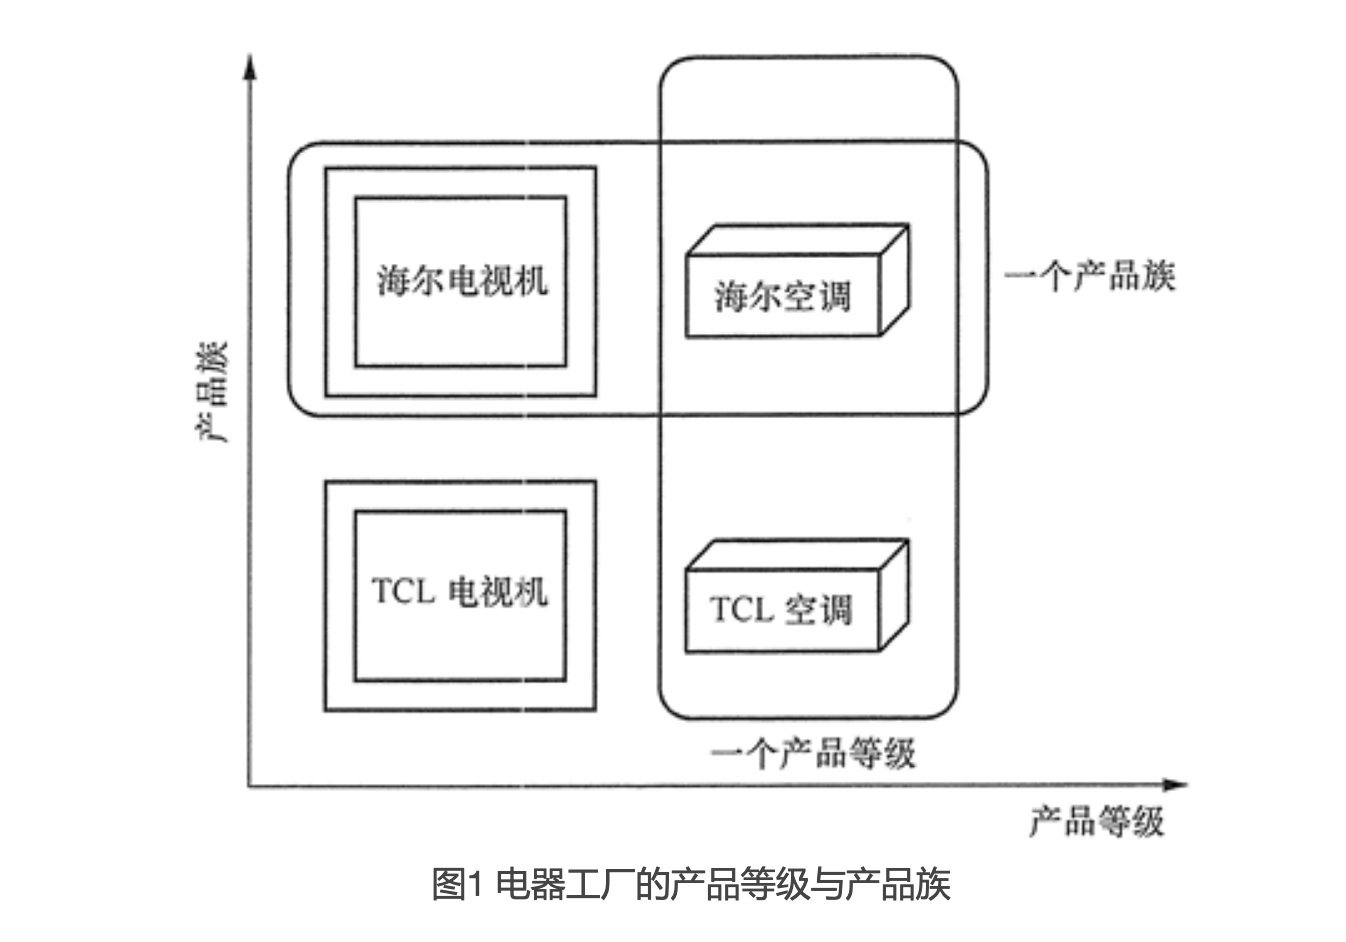 海尔电视机
海尔空调
一个产品族
产品族
TCL 电视机
TCL 空调
一个产品等级
产品等级
图1 电器工厂的产品等级与产品族